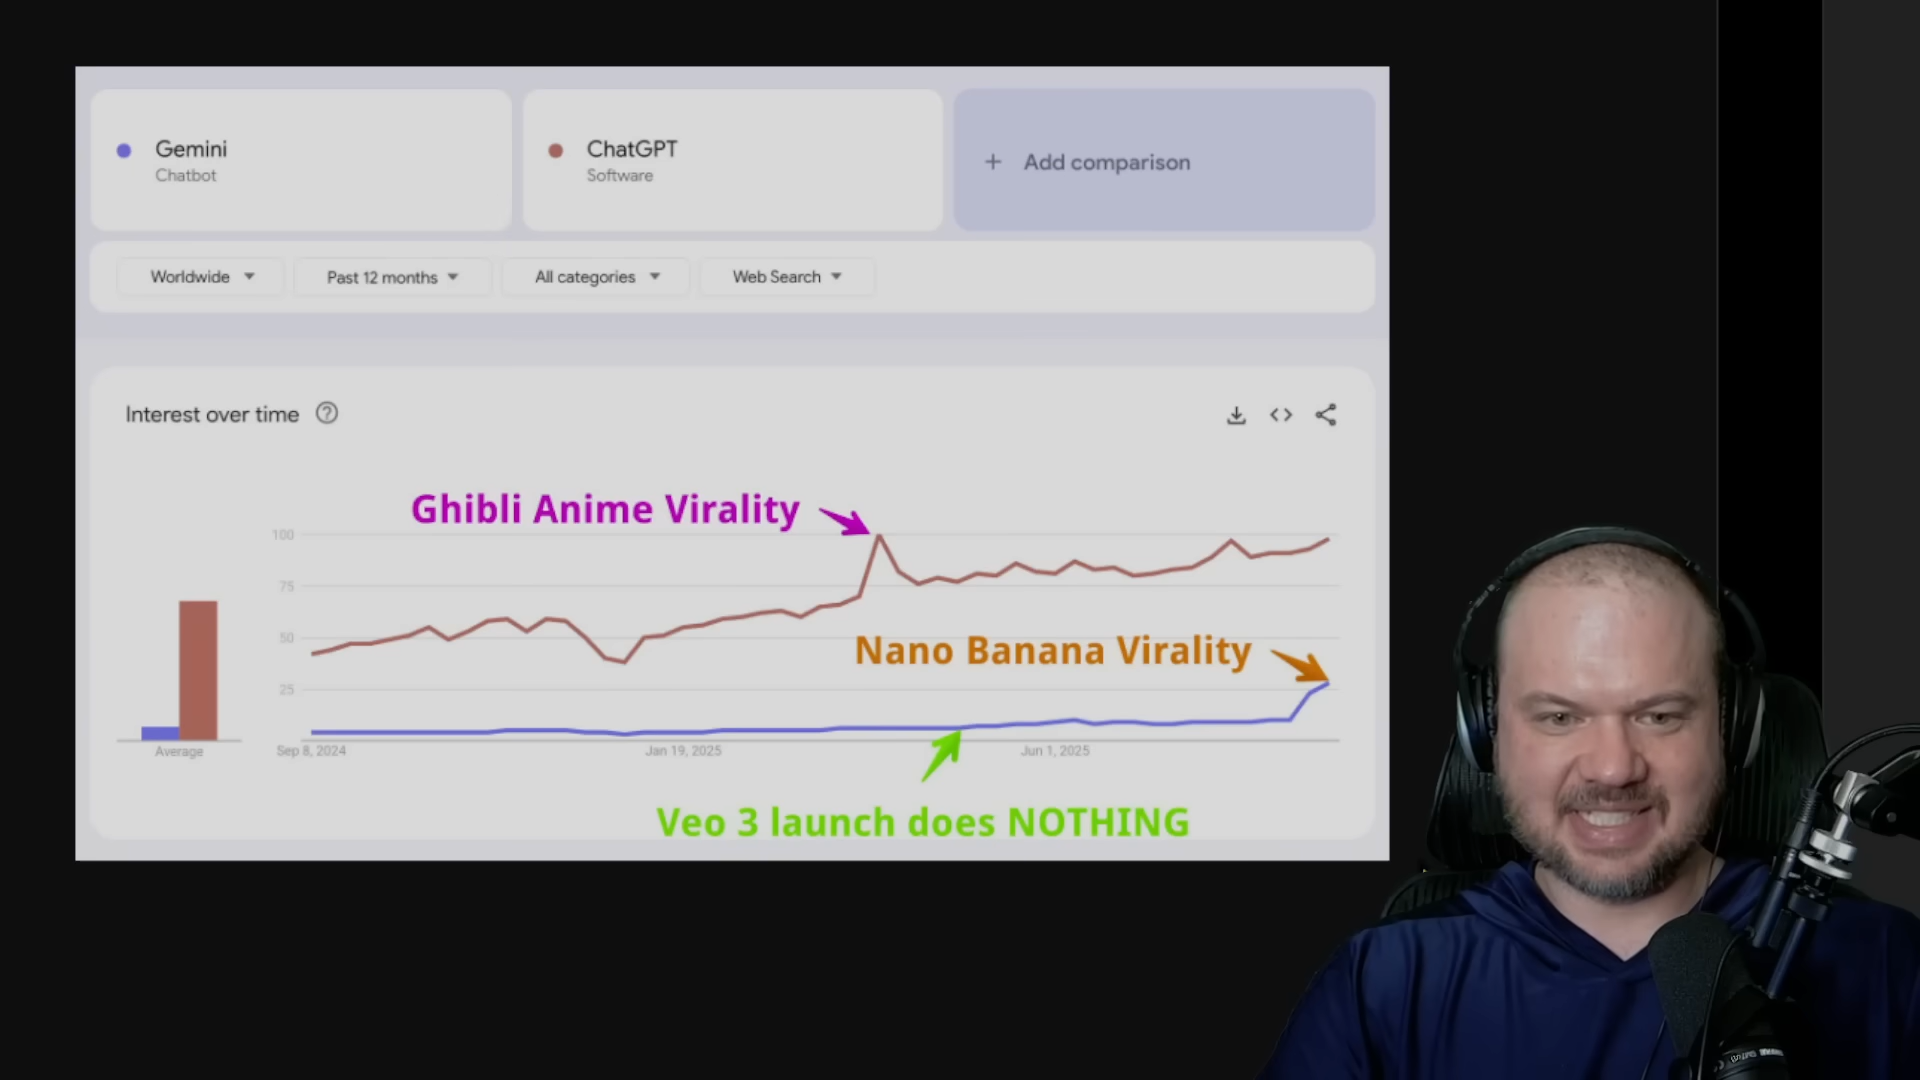 Gemini
Chatbot
ChatGPT
Software
+ Add comparison
Worldwide
Past 12 months
All categories
Web Search
Interest over time
Ghibli Anime Virality
100
75
50
25
Nano Banana Virality
Average
Sep 8, 2024
Jan 19, 2025
Jun 1, 2025
Veo 3 launch does NOTHING